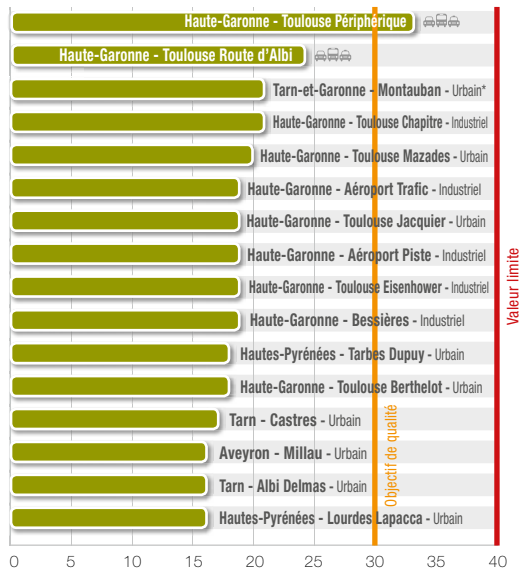 Haute-Garonne - Toulouse Périphérique
Haute-Garonne - Toulouse Route d'Albi
Tarn-et-Garonne - Montauban - Urbain*
Haute-Garonne - Toulouse Chapitre - Industriel
Haute-Garonne - Toulouse Mazades - Urbain
Haute-Garonne - Aéroport Trafic - Industriel
Haute-Garonne - Toulouse Jacquier - Urbain
Haute-Garonne - Aéroport Piste - Industriel
Haute-Garonne - Toulouse Eisenhower - Industriel
Haute-Garonne - Bessières - Industriel
Hautes-Pyrénées - Tarbes Dupuy - Urbain
Haute-Garonne - Toulouse Berthelot - Urbain
Tarn - Castres - Urbain
Aveyron - Millau - Urbain
Tarn - Albi Delmas - Urbain
Hautes-Pyrénées - Lourdes Lapacca - Urbain
Objectif de qualité
Valeur limite
0 5 10 15 20 25 30 35 40